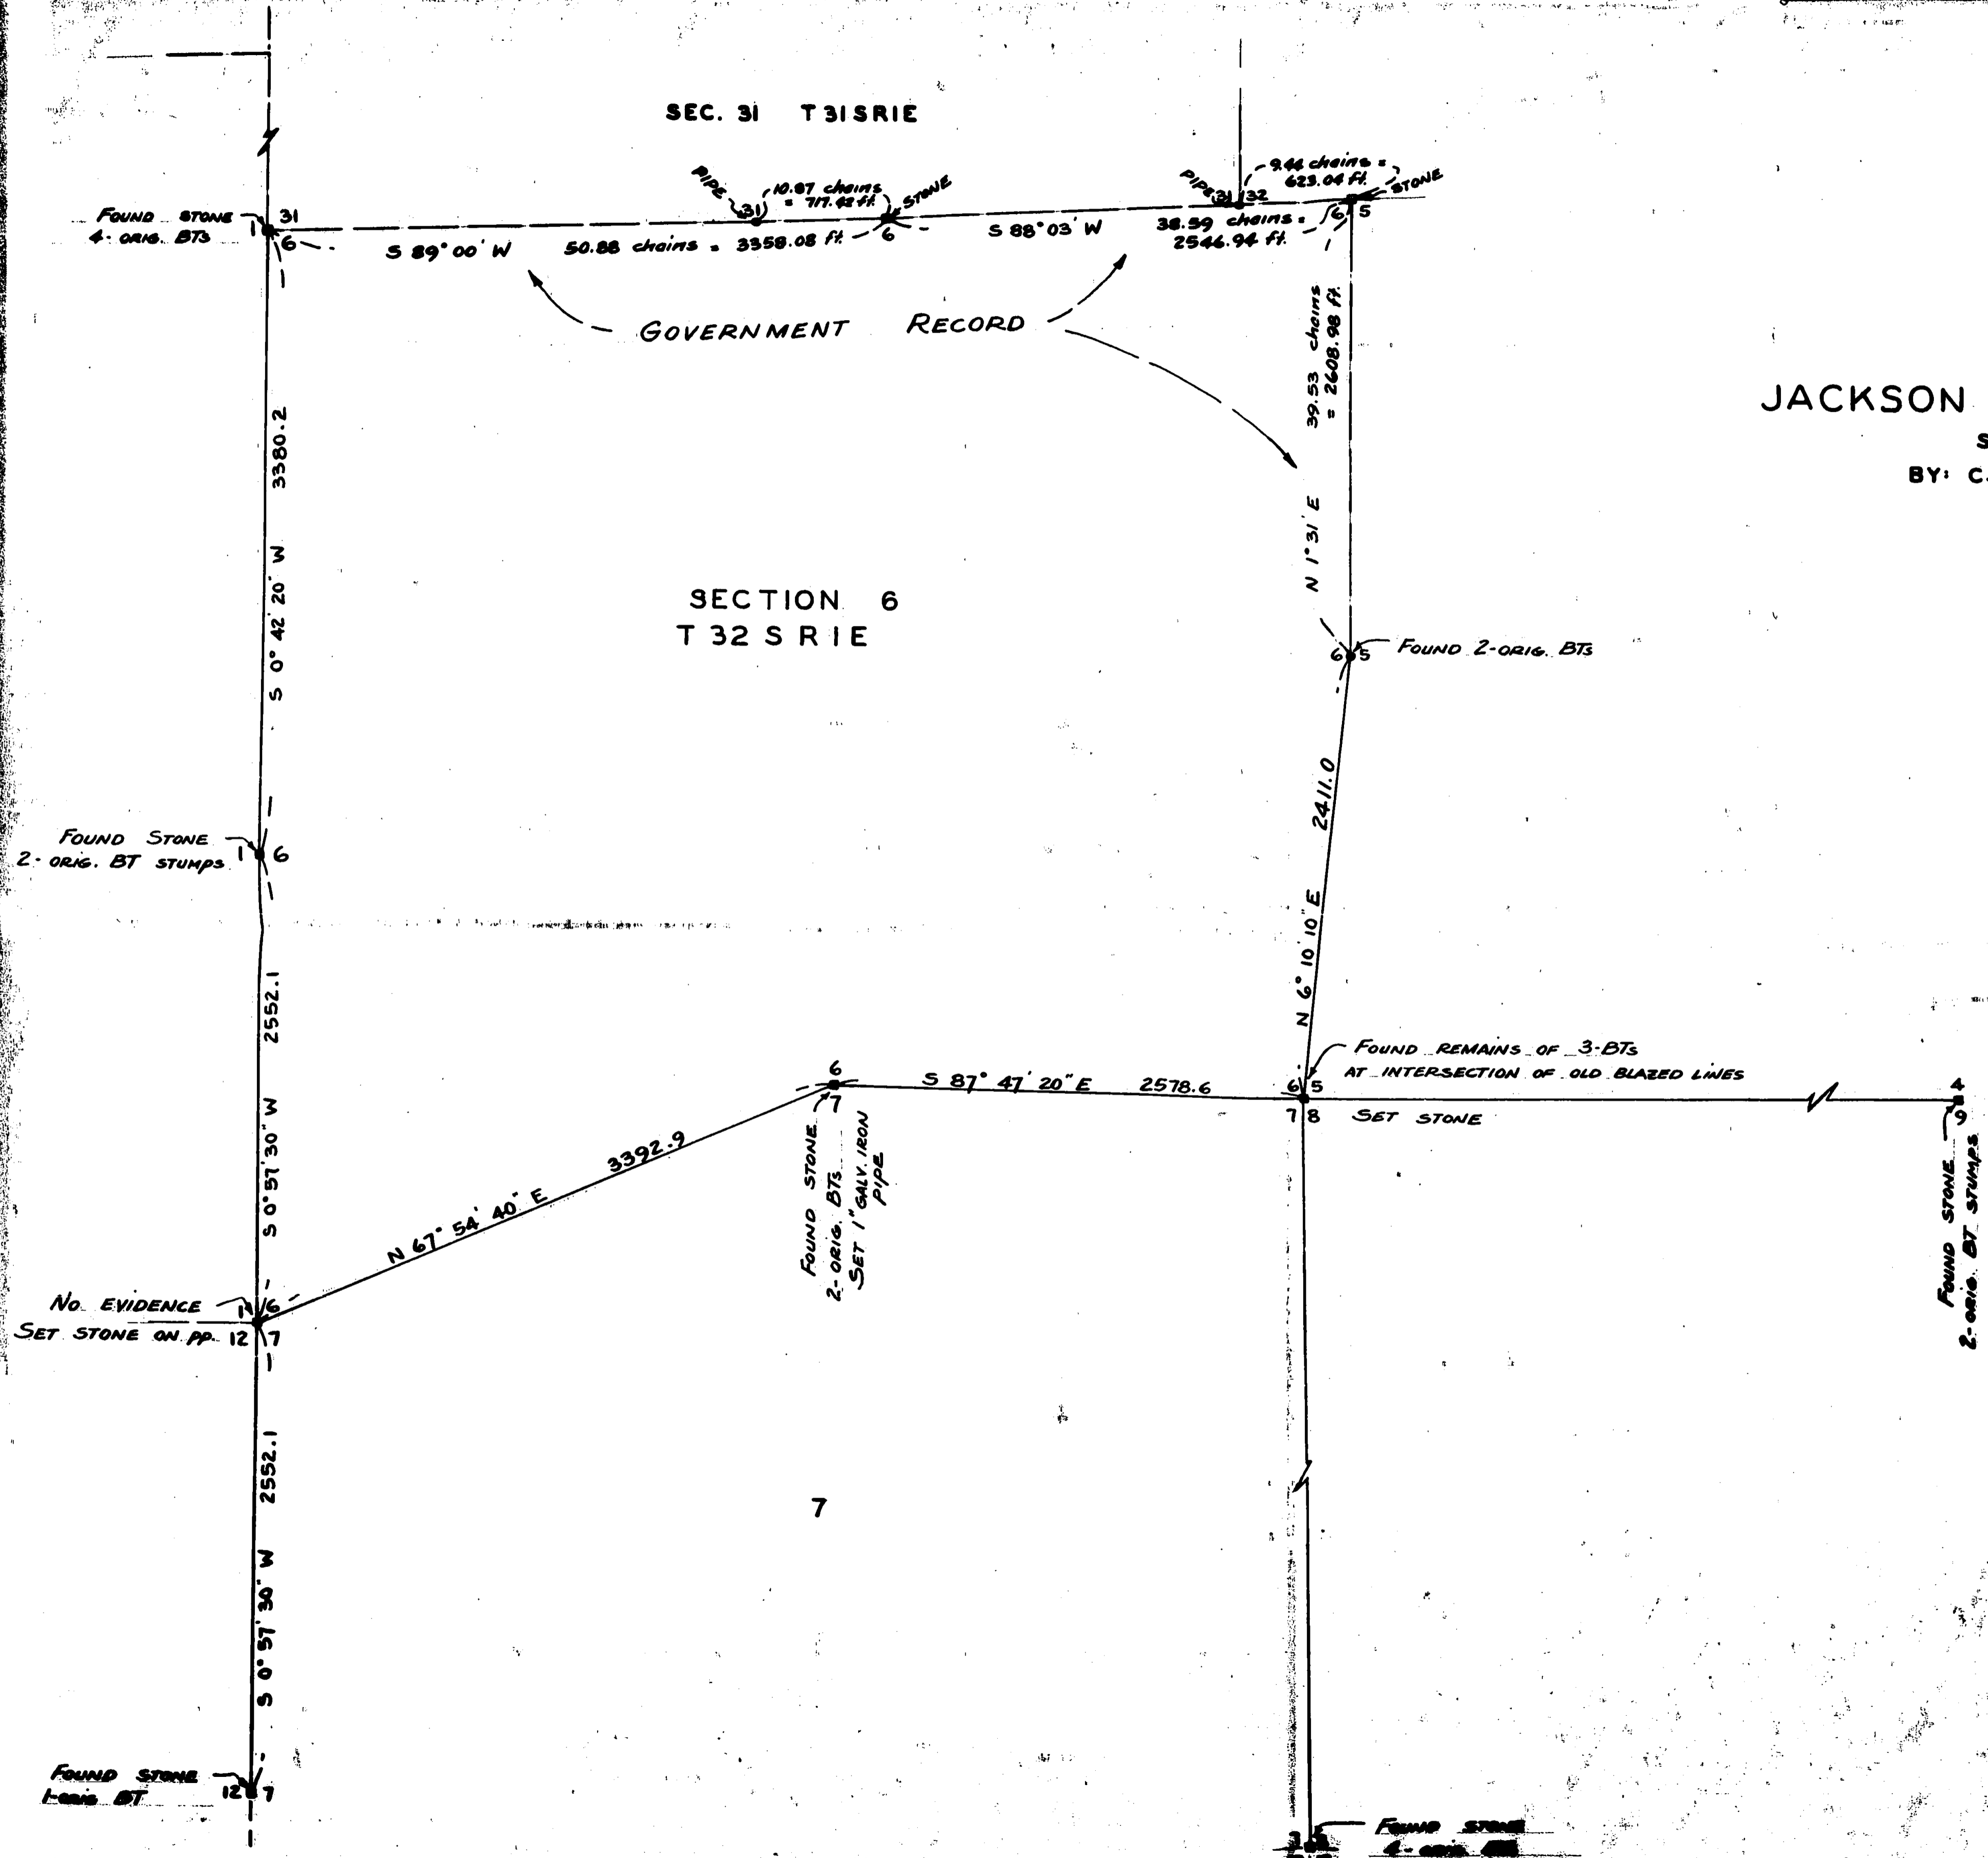 SEC. 31 T31SR1E
PIPE
10.87 chains
= 717.42 ft.
STONE
PIPE
9.44 chains =
623.04 ft.
STONE
FOUND STONE
4- ORIG. BTs
31
1
6
31
6
31 32
6 5
S 89°00' W
50.88 chains = 3358.08 ft.
S 88°03' W
38.59 chains =
2546.94 ft.
GOVERNMENT RECORD
39.53 chains
= 2608.98 ft.
N 1°31' E
JACKSON
S
BY: C.
3380.2
S 0° 42' 20" W
SECTION 6
T 32 S R 1 E
6 5
FOUND 2-ORIG. BTs
FOUND STONE
2- ORIG. BT STUMPS
1 6
2411.0
N 6° 10' 10" E
2552.1
S 0° 57' 30" W
FOUND REMAINS OF 3-BTs
AT INTERSECTION OF OLD BLAZED LINES
6
7
S 87° 47' 20" E 2578.6
6 5
7 8
SET STONE
4
9
FOUND STONE
2- ORIG. BT STUMPS
N 67° 54' 40" E
3392.9
FOUND STONE
2- ORIG. BTs
SET 1" GALV. IRON
PIPE
NO EVIDENCE
SET STONE ON PP.
1 6
12 7
2552.1
S 0° 57' 30" W
7
FOUND STONE
1-ORIG BT
12 7
FOUND STONE
4- ORIG